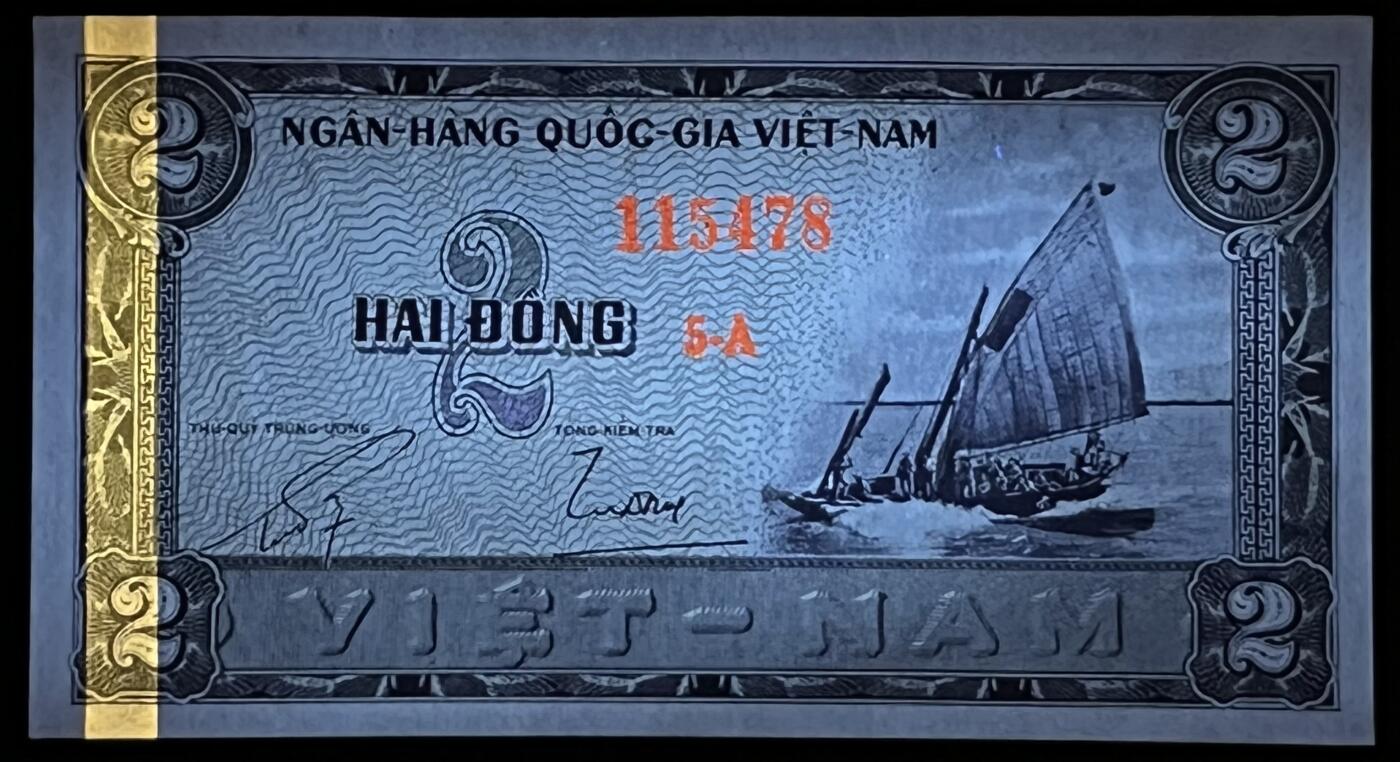 2 2
NGÂN-HÀNG QUỐC-GIA VIỆT-NAM
115478
2
HAI ĐỒNG
5-A
THỦ-QUỸ TRUNG-ƯƠNG TỔNG KIỂM TRA
2 VIỆT-NAM 2